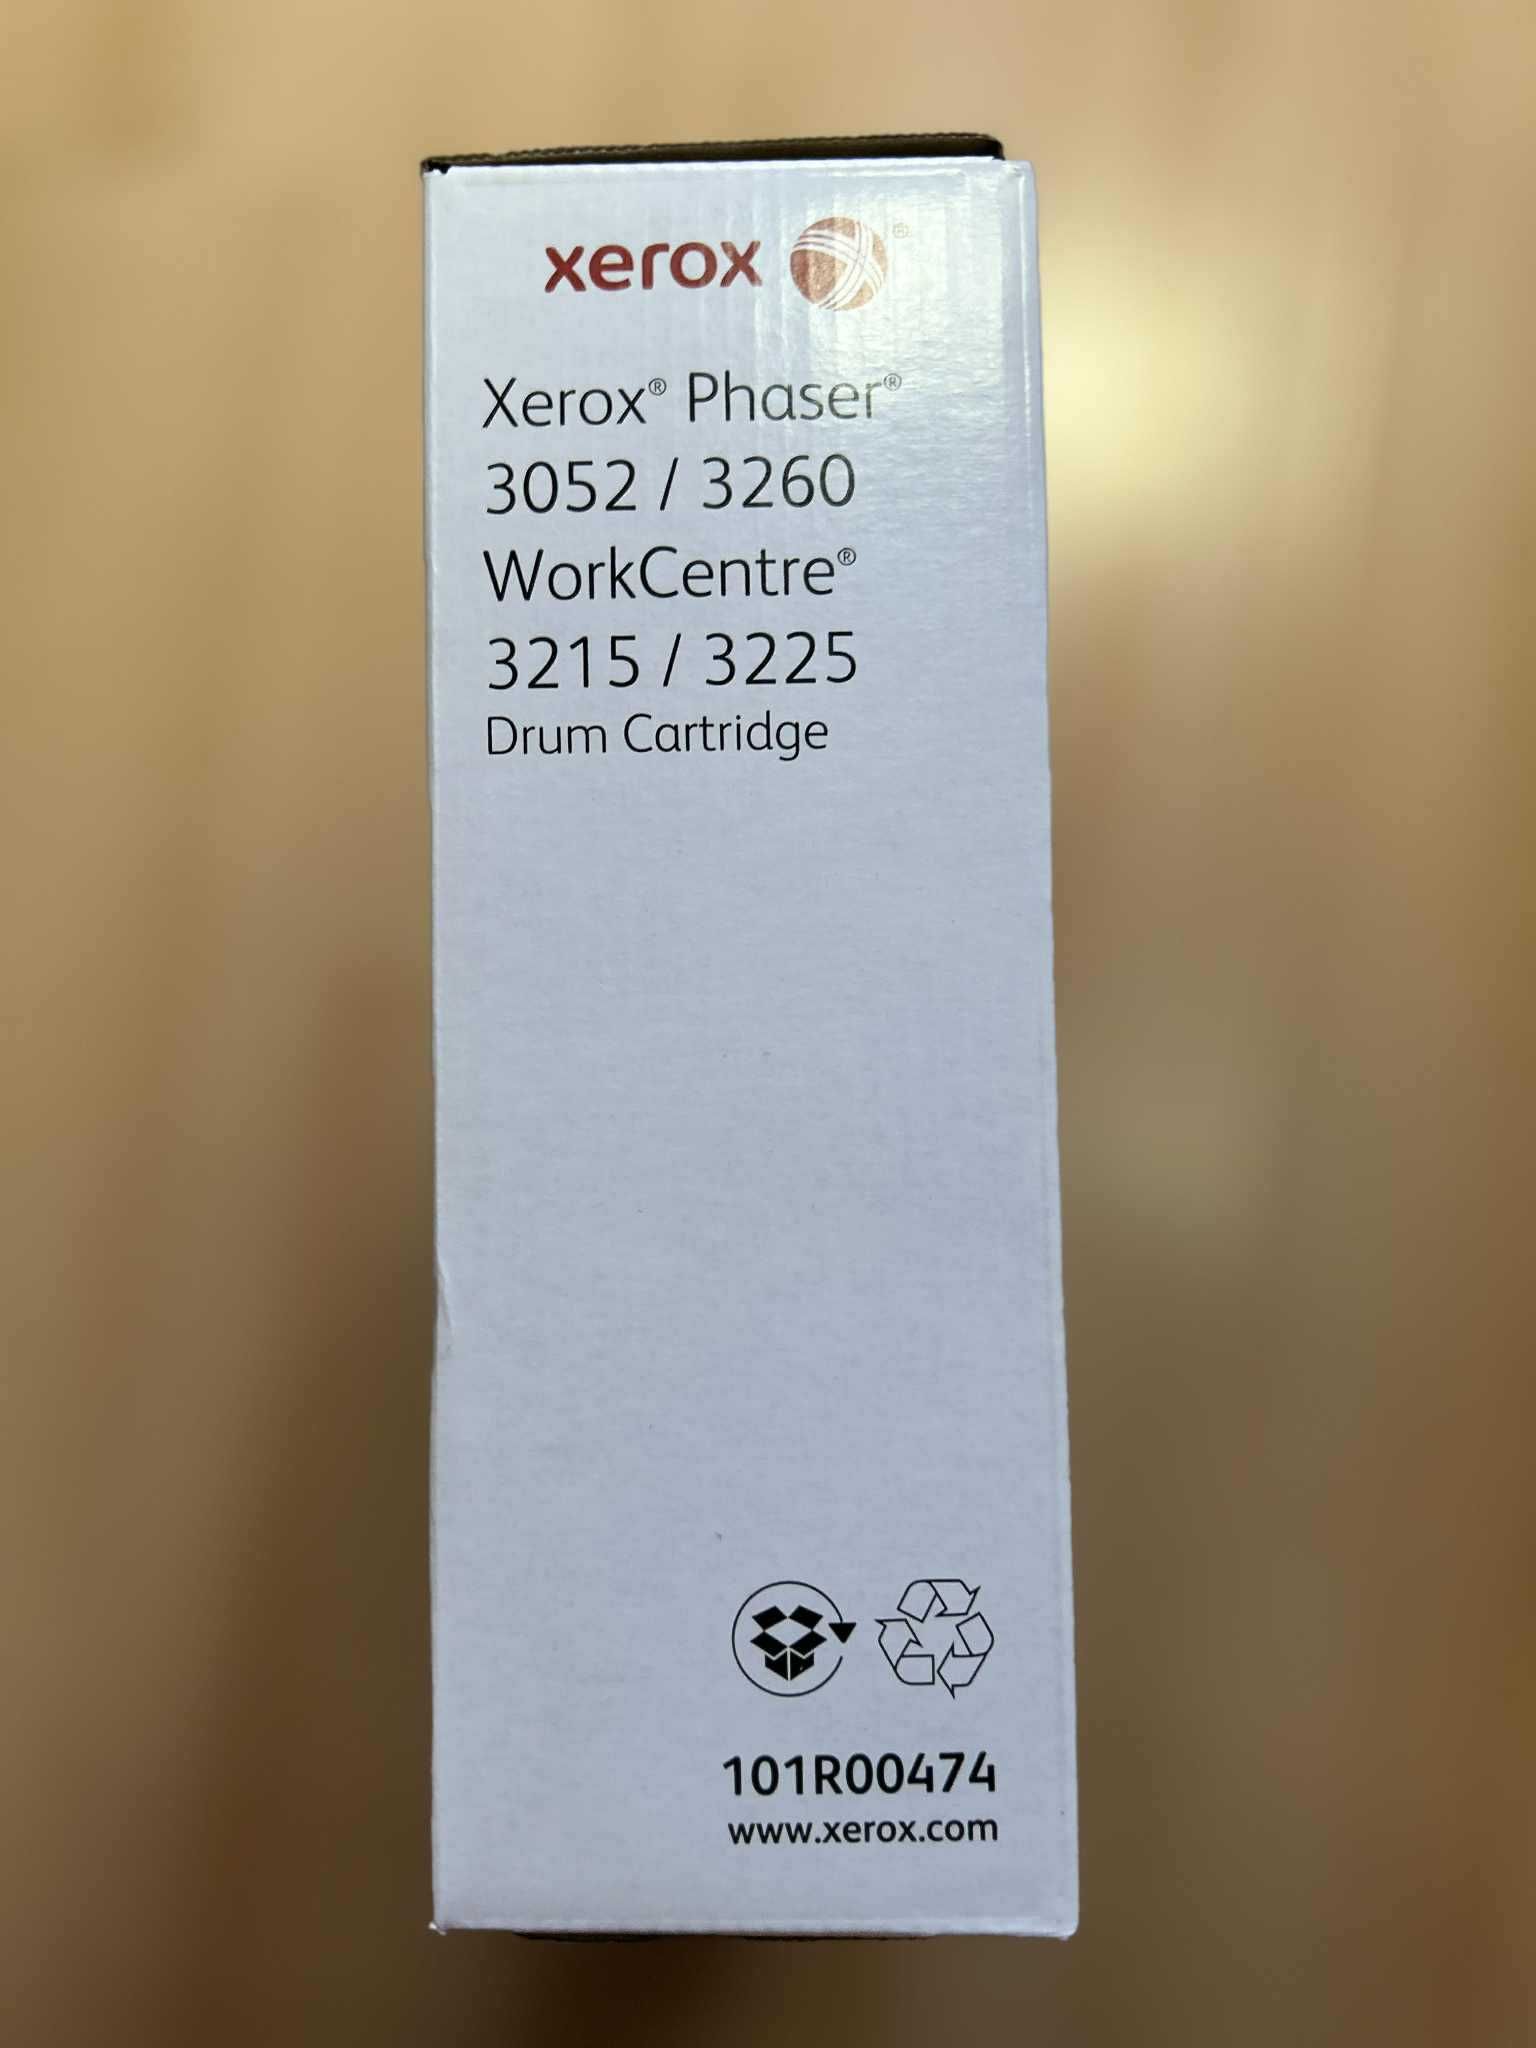 xerox ®
Xerox® Phaser®
3052 / 3260
WorkCentre®
3215 / 3225
Drum Cartridge
101R00474
www.xerox.com